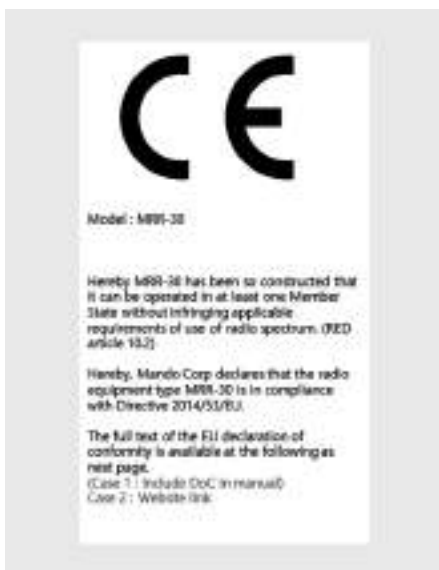 CE
Model : MRR-30
Hereby MRR-30 has been so constructed that
it can be operated in at least one Member
State without infringing applicable
requirements of use of radio spectrum. (RED
article 10.2)
Hereby, Mando Corp declares that the radio
equipment type MRR-30 is in compliance
with Directive 2014/53/EU.
The full text of the EU declaration of
conformity is available at the following as
next page.
(Case 1 : Include DoC in manual)
Case 2 : Website link